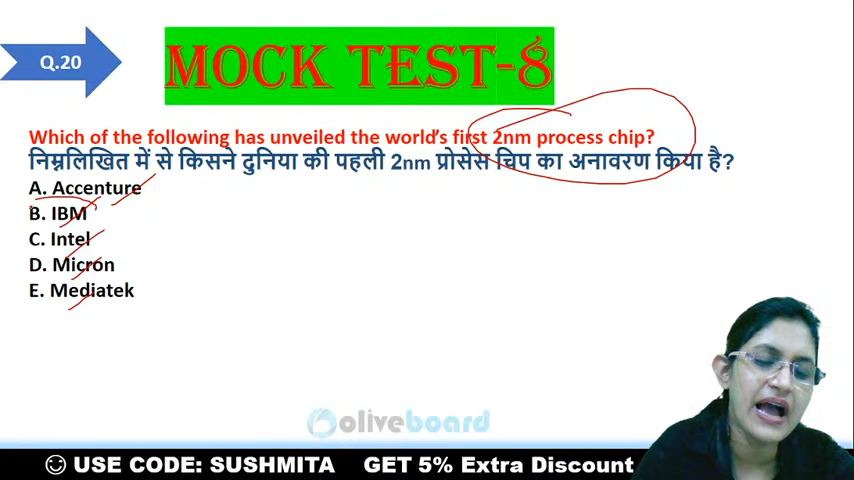 Q.20
MOCK TEST-8
Which of the following has unveiled the world's first 2nm process chip?
निम्नलिखित में से किसने दुनिया की पहली 2nm प्रोसेस चिप का अनावरण किया है?
A. Accenture
B. IBM
C. Intel
D. Micron
E. Mediatek
oliveboard
USE CODE: SUSHMITA GET 5% Extra Discount